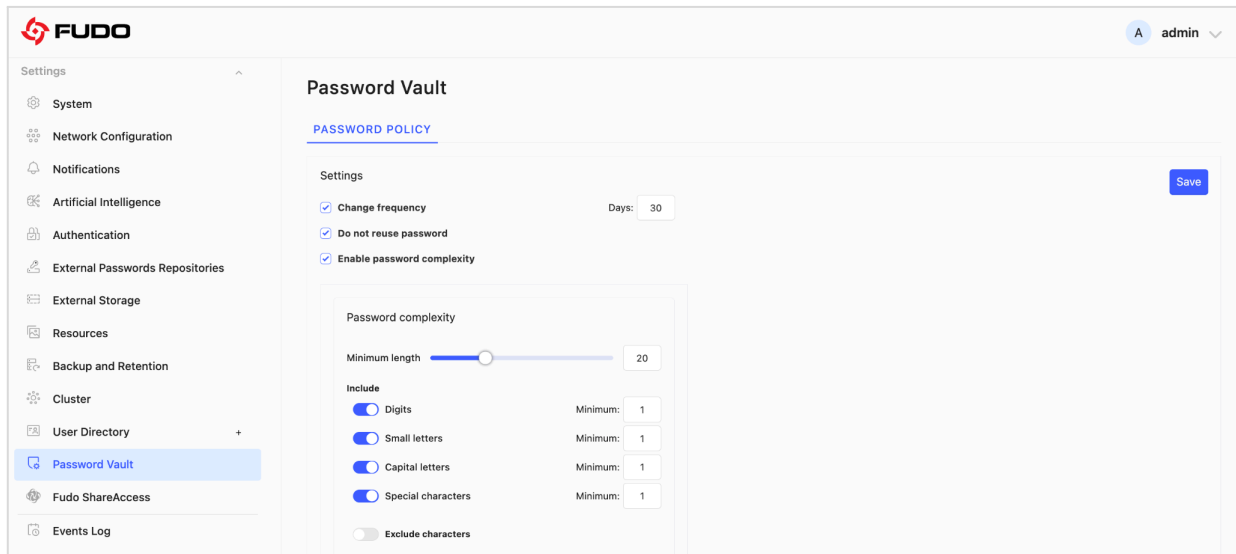 FUDO
A admin
Settings
System
Network Configuration
Notifications
Artificial Intelligence
Authentication
External Passwords Repositories
External Storage
Resources
Backup and Retention
Cluster
User Directory +
Password Vault
Fudo ShareAccess
Events Log
Password Vault
PASSWORD POLICY
Settings
Save
Change frequency Days: 30
Do not reuse password
Enable password complexity
Password complexity
Minimum length 20
Include
Digits Minimum: 1
Small letters Minimum: 1
Capital letters Minimum: 1
Special characters Minimum: 1
Exclude characters